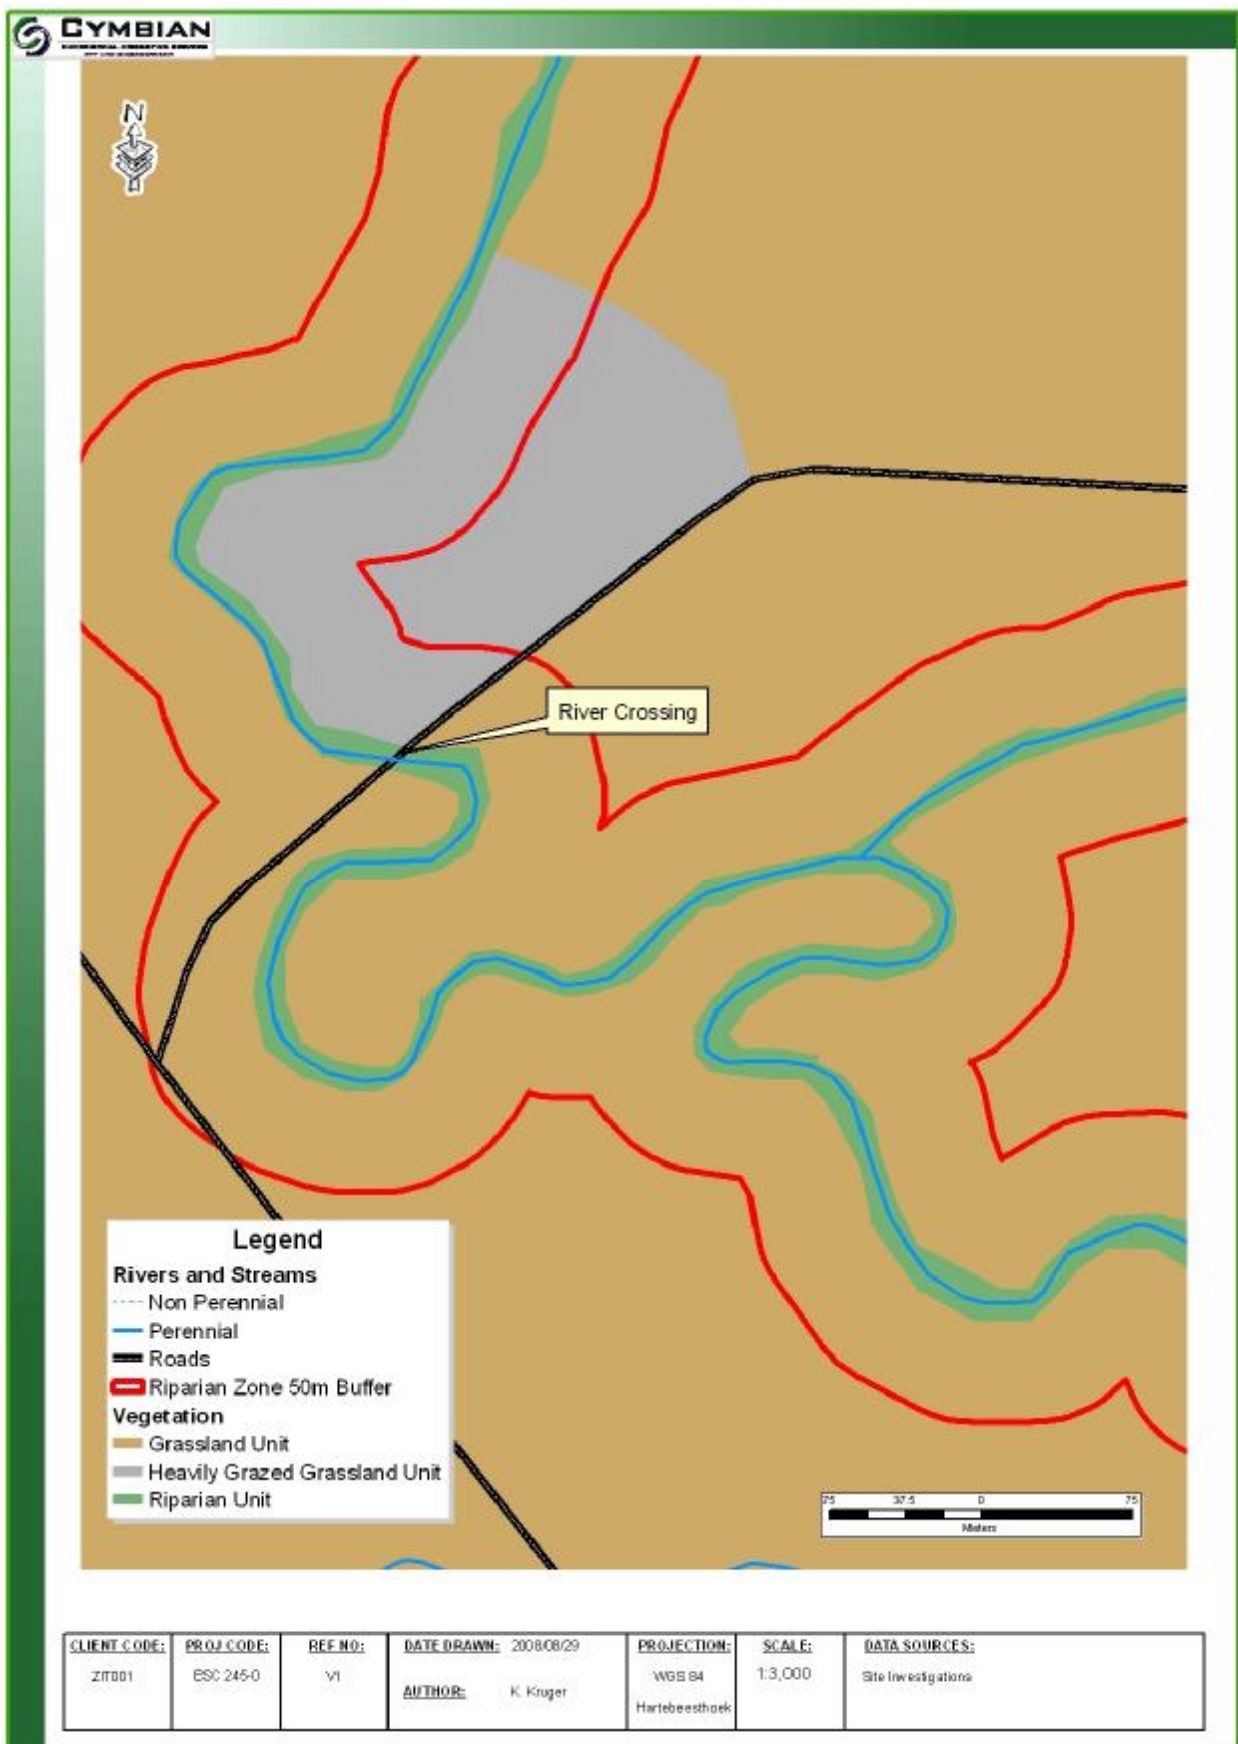 CYMBIAN
N
River Crossing
Legend
Rivers and Streams
Non Perennial
Perennial
Roads
Riparian Zone 50m Buffer
Vegetation
Grassland Unit
Heavily Grazed Grassland Unit
Riparian Unit
75 37.5 0 75
Meters
CLIENT CODE: PROJ CODE: REF NO: DATE DRAWN: 2008/08/29 PROJECTION: SCALE: DATA SOURCES:
ZIT001 ESC 245-0 V1 WGS 84 1:3,000 Site Investigations
AUTHOR: K. Kruger Hartebeesthoek